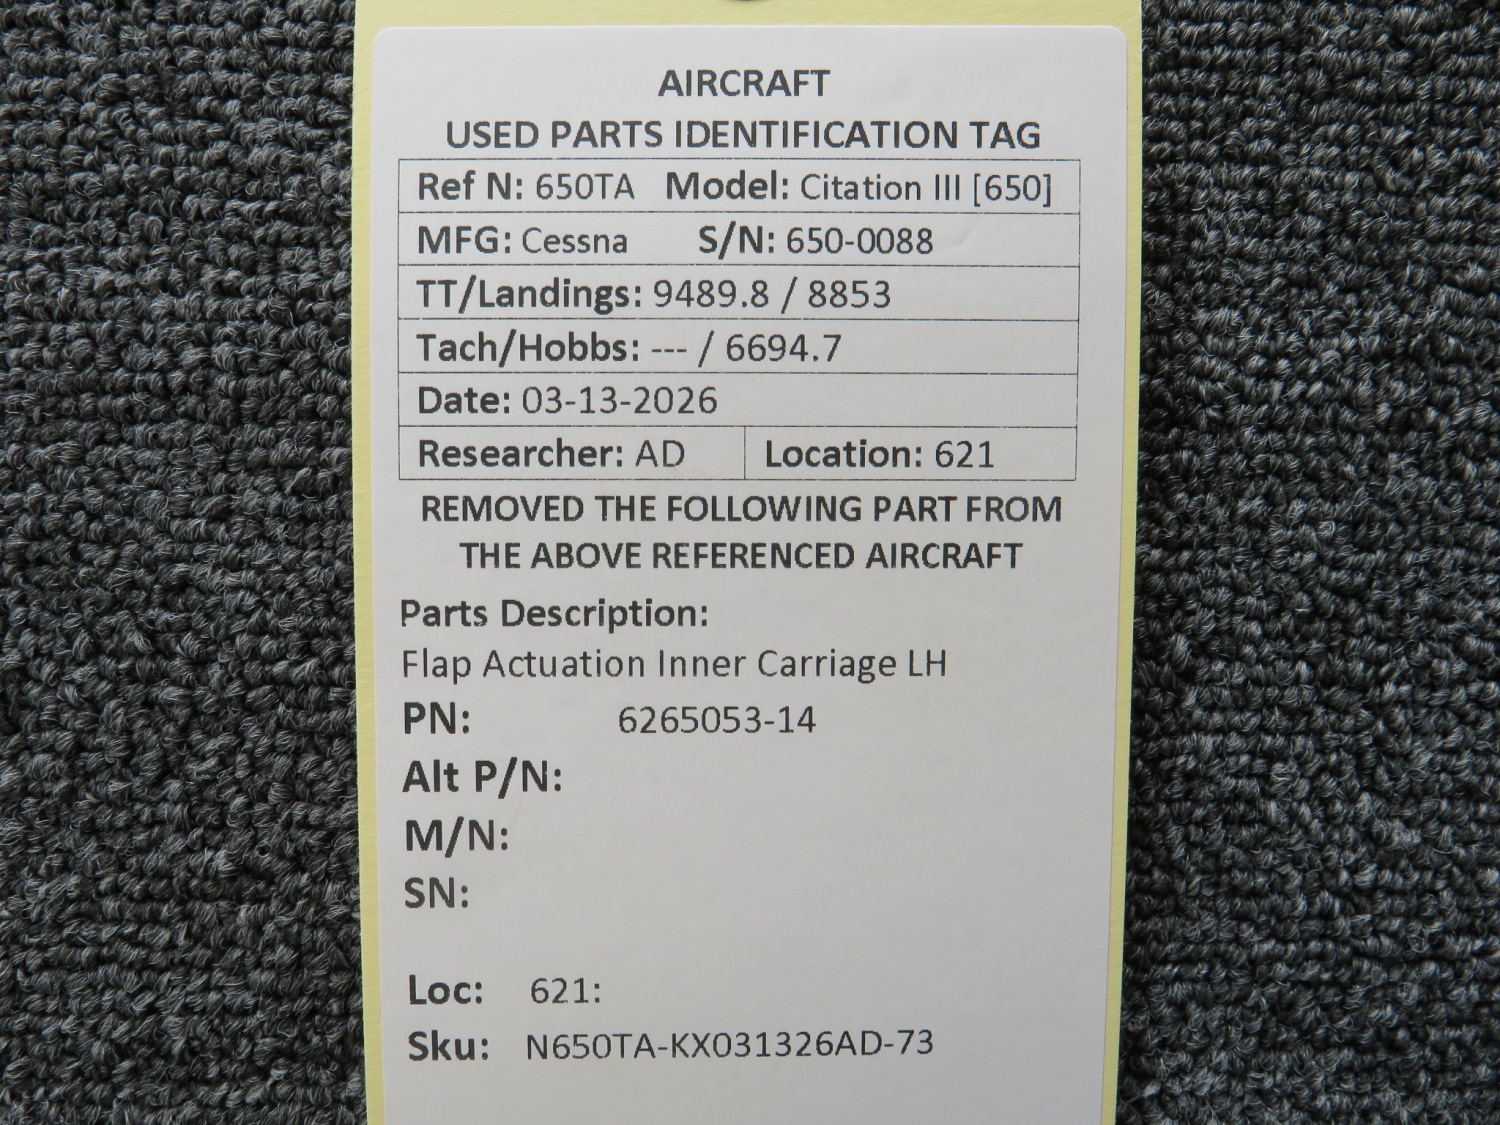 AIRCRAFT
USED PARTS IDENTIFICATION TAG
Ref N: 650TA Model: Citation III [650]
MFG: Cessna S/N: 650-0088
TT/Landings: 9489.8 / 8853
Tach/Hobbs: --- / 6694.7
Date: 03-13-2026
Researcher: AD Location: 621
REMOVED THE FOLLOWING PART FROM
THE ABOVE REFERENCED AIRCRAFT
Parts Description:
Flap Actuation Inner Carriage LH
PN: 6265053-14
Alt P/N:
M/N:
SN:
Loc: 621:
Sku: N650TA-KX031326AD-73